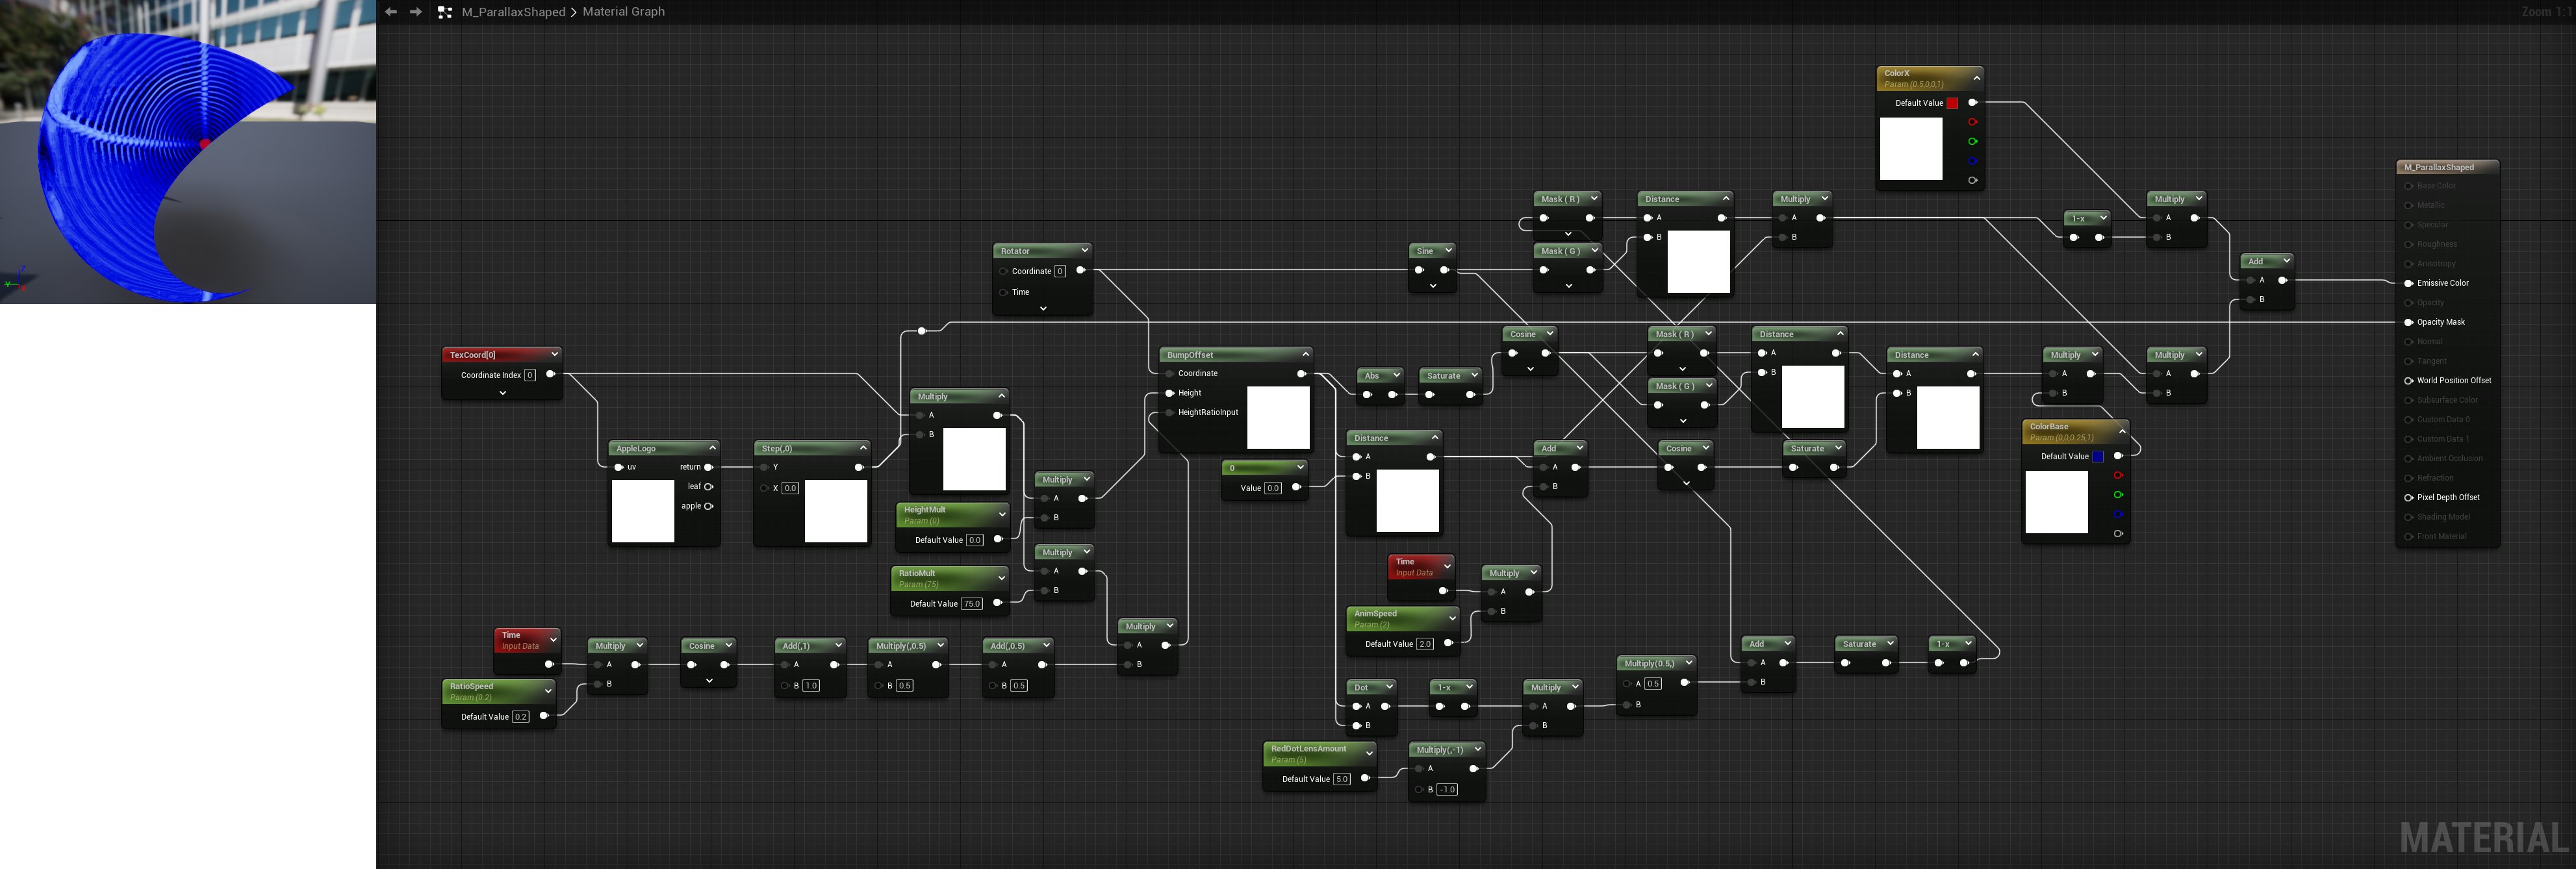 M_ParallaxShaped > Material Graph
Zoom 1:1
ColorX
Param (0.5,0,0,1)
Default Value
M_ParallaxShaped
Base Color
Metallic
Specular
Roughness
Anisotropy
Emissive Color
Opacity
Opacity Mask
Normal
Tangent
World Position Offset
Subsurface Color
Custom Data 0
Custom Data 1
Ambient Occlusion
Refraction
Pixel Depth Offset
Shading Model
Front Material
Mask ( R )
Distance
A
B
Multiply
A
B
1-x
Multiply
A
B
Rotator
Coordinate 0
Time
Sine
Mask ( G )
Add
A
B
TexCoord[0]
Coordinate Index 0
BumpOffset
Coordinate
Height
HeightRatioInput
Abs
Saturate
Cosine
Mask ( R )
Mask ( G )
Distance
A
B
Distance
A
B
Multiply
A
B
Multiply
A
B
Multiply
A
B
AppleLogo
uv
return
leaf
apple
Step(,0)
Y
X 0.0
HeightMult
Param (0)
Default Value 0.0
Multiply
A
B
RatioMult
Param (75)
Default Value 75.0
Multiply
A
B
0
Value 0.0
Distance
A
B
Add
A
B
Cosine
Saturate
ColorBase
Param (0,0,0.25,1)
Default Value
Time
Input Data
Multiply
A
B
AnimSpeed
Param (2)
Default Value 2.0
Time
Input Data
RatioSpeed
Param (0.2)
Default Value 0.2
Multiply
A
B
Cosine
Add(,1)
A
B 1.0
Multiply(,0.5)
A
B 0.5
Add(,0.5)
A
B 0.5
Multiply
A
B
Dot
A
B
1-x
Multiply
A
B
Multiply(0.5,)
A 0.5
B
Add
A
B
Saturate
1-x
RedDotLensAmount
Param (5)
Default Value 5.0
Multiply(,-1)
A
B -1.0
MATERIAL